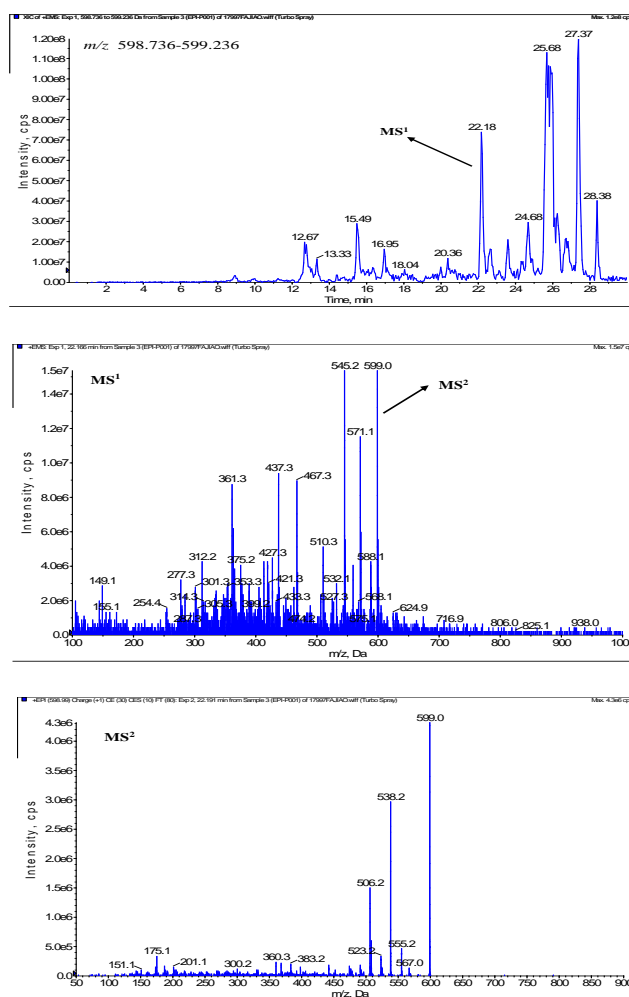 XIC of +EMS: Exp 1, 598.736 to 599.236 Da from Sample 3 (EPI-P001) of 17997FAJIAO.wiff (Turbo Spray)
Max. 1.2e8 cp
m/z 598.736-599.236
Intensity, cps
1.20e8
1.10e8
1.00e8
9.00e7
8.00e7
7.00e7
6.00e7
5.00e7
4.00e7
3.00e7
2.00e7
1.00e7
0.00
MS¹
12.67
13.33
15.49
16.95
18.04
20.36
22.18
24.68
25.68
27.37
28.38
2 4 6 8 10 12 14 16 18 20 22 24 26 28
Time, min
+EMS: Exp 1, 22.166 min from Sample 3 (EPI-P001) of 17997FAJIAO.wiff (Turbo Spray)
Max. 1.5e7 cp
MS¹
MS²
Intensity, cps
1.5e7
1.4e7
1.2e7
1.0e7
8.0e6
6.0e6
4.0e6
2.0e6
0.0
149.1
155.1
254.4
277.3
312.2
314.3
301.3
361.3
375.2
353.3
437.3
427.3
421.3
433.3
467.3
510.3
532.1
527.3
545.2
571.1
588.1
568.1
599.0
624.9
716.9
806.0
825.1
938.0
100 200 300 400 500 600 700 800 900
m/z, Da
+EPI (598.99) Charge (+1) CE (30) CES (10) FT (80): Exp 2, 22.191 min from Sample 3 (EPI-P001) of 17997FAJIAO.wiff (Turbo Spray)
Max. 4.3e6 cps
MS²
Intensity, cps
4.3e6
4.0e6
3.0e6
2.0e6
1.0e6
5.0e5
0.0
151.1
175.1
201.1
300.2
360.3
383.2
506.2
523.2
538.2
555.2
567.0
599.0
50 100 150 200 250 300 350 400 450 500 550 600 650 700 750 800 850 900
m/z, Da